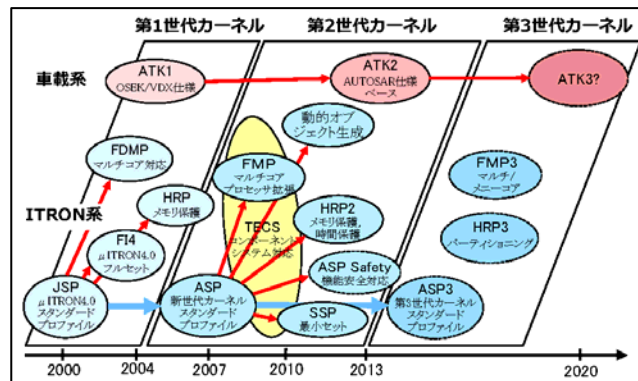 第1世代カーネル
第2世代カーネル
第3世代カーネル
車載系
ATK1
OSEK/VDX仕様
ATK2
AUTOSAR仕様
ベース
ATK3?
動的オブ
ジェクト生成
FDMP
マルチコア対応
FMP
マルチコア
プロセッサ拡張
FMP3
マルチ/
メニーコア
ITRON系
HRP
メモリ保護
TECS
コンポーネント
システム対応
HRP2
メモリ保護,
時間保護
HRP3
パーティショニング
FI4
μITRON4.0
フルセット
ASP Safety
機能安全対応
JSP
μITRON4.0
スタンダード
プロファイル
ASP
新世代カーネル
スタンダード
プロファイル
SSP
最小セット
ASP3
第3世代カーネル
スタンダード
プロファイル
2000
2004
2007
2010
2013
2020